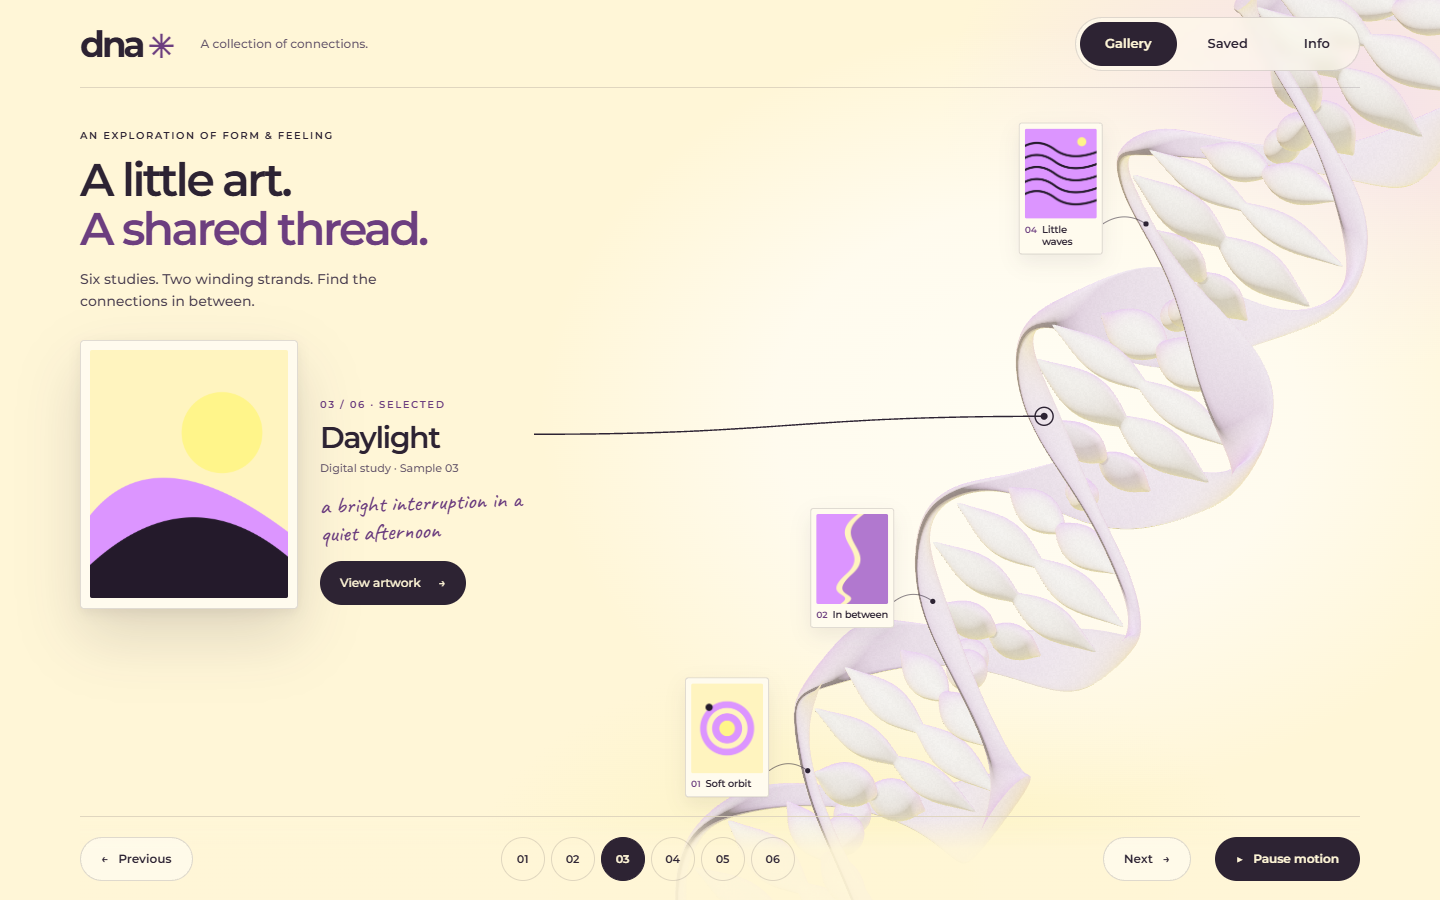 dna
A collection of connections.
Gallery
Saved
Info
AN EXPLORATION OF FORM & FEELING
A little art.
A shared thread.
Six studies. Two winding strands. Find the
connections in between.
03 / 06 · SELECTED
Daylight
Digital study · Sample 03
a bright interruption in a
quiet afternoon
View artwork →
04 Little
waves
02 In between
01 Soft orbit
← Previous
01
02
03
04
05
06
Next →
▸ Pause motion